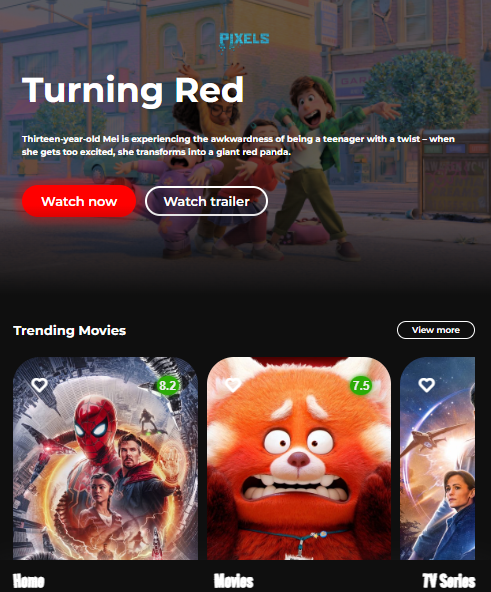 PIXELS
Turning Red
Thirteen-year-old Mei is experiencing the awkwardness of being a teenager with a twist – when
she gets too excited, she transforms into a giant red panda.
Watch now
Watch trailer
Trending Movies
View more
8.2
7.5
Home
Movies
TV Series